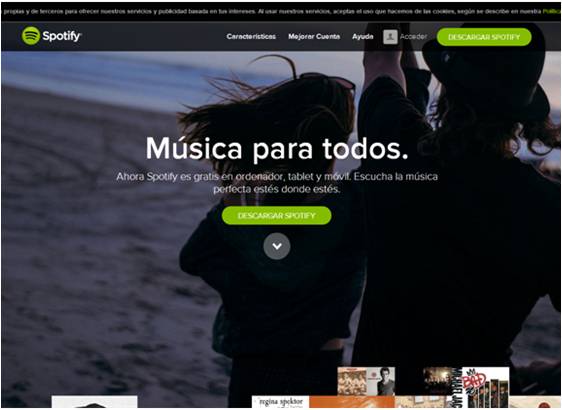 propias y de terceros para ofrecer nuestros servicios y publicidad basada en tus intereses. Al usar nuestros servicios, aceptas el uso que hacemos de las cookies, según se describe en nuestra Política
Spotify
Características Mejorar Cuenta Ayuda Acceder DESCARGAR SPOTIFY
Música para todos.
Ahora Spotify es gratis en ordenador, tablet y móvil. Escucha la música
perfecta estés donde estés.
DESCARGAR SPOTIFY
regina spektor
BAD